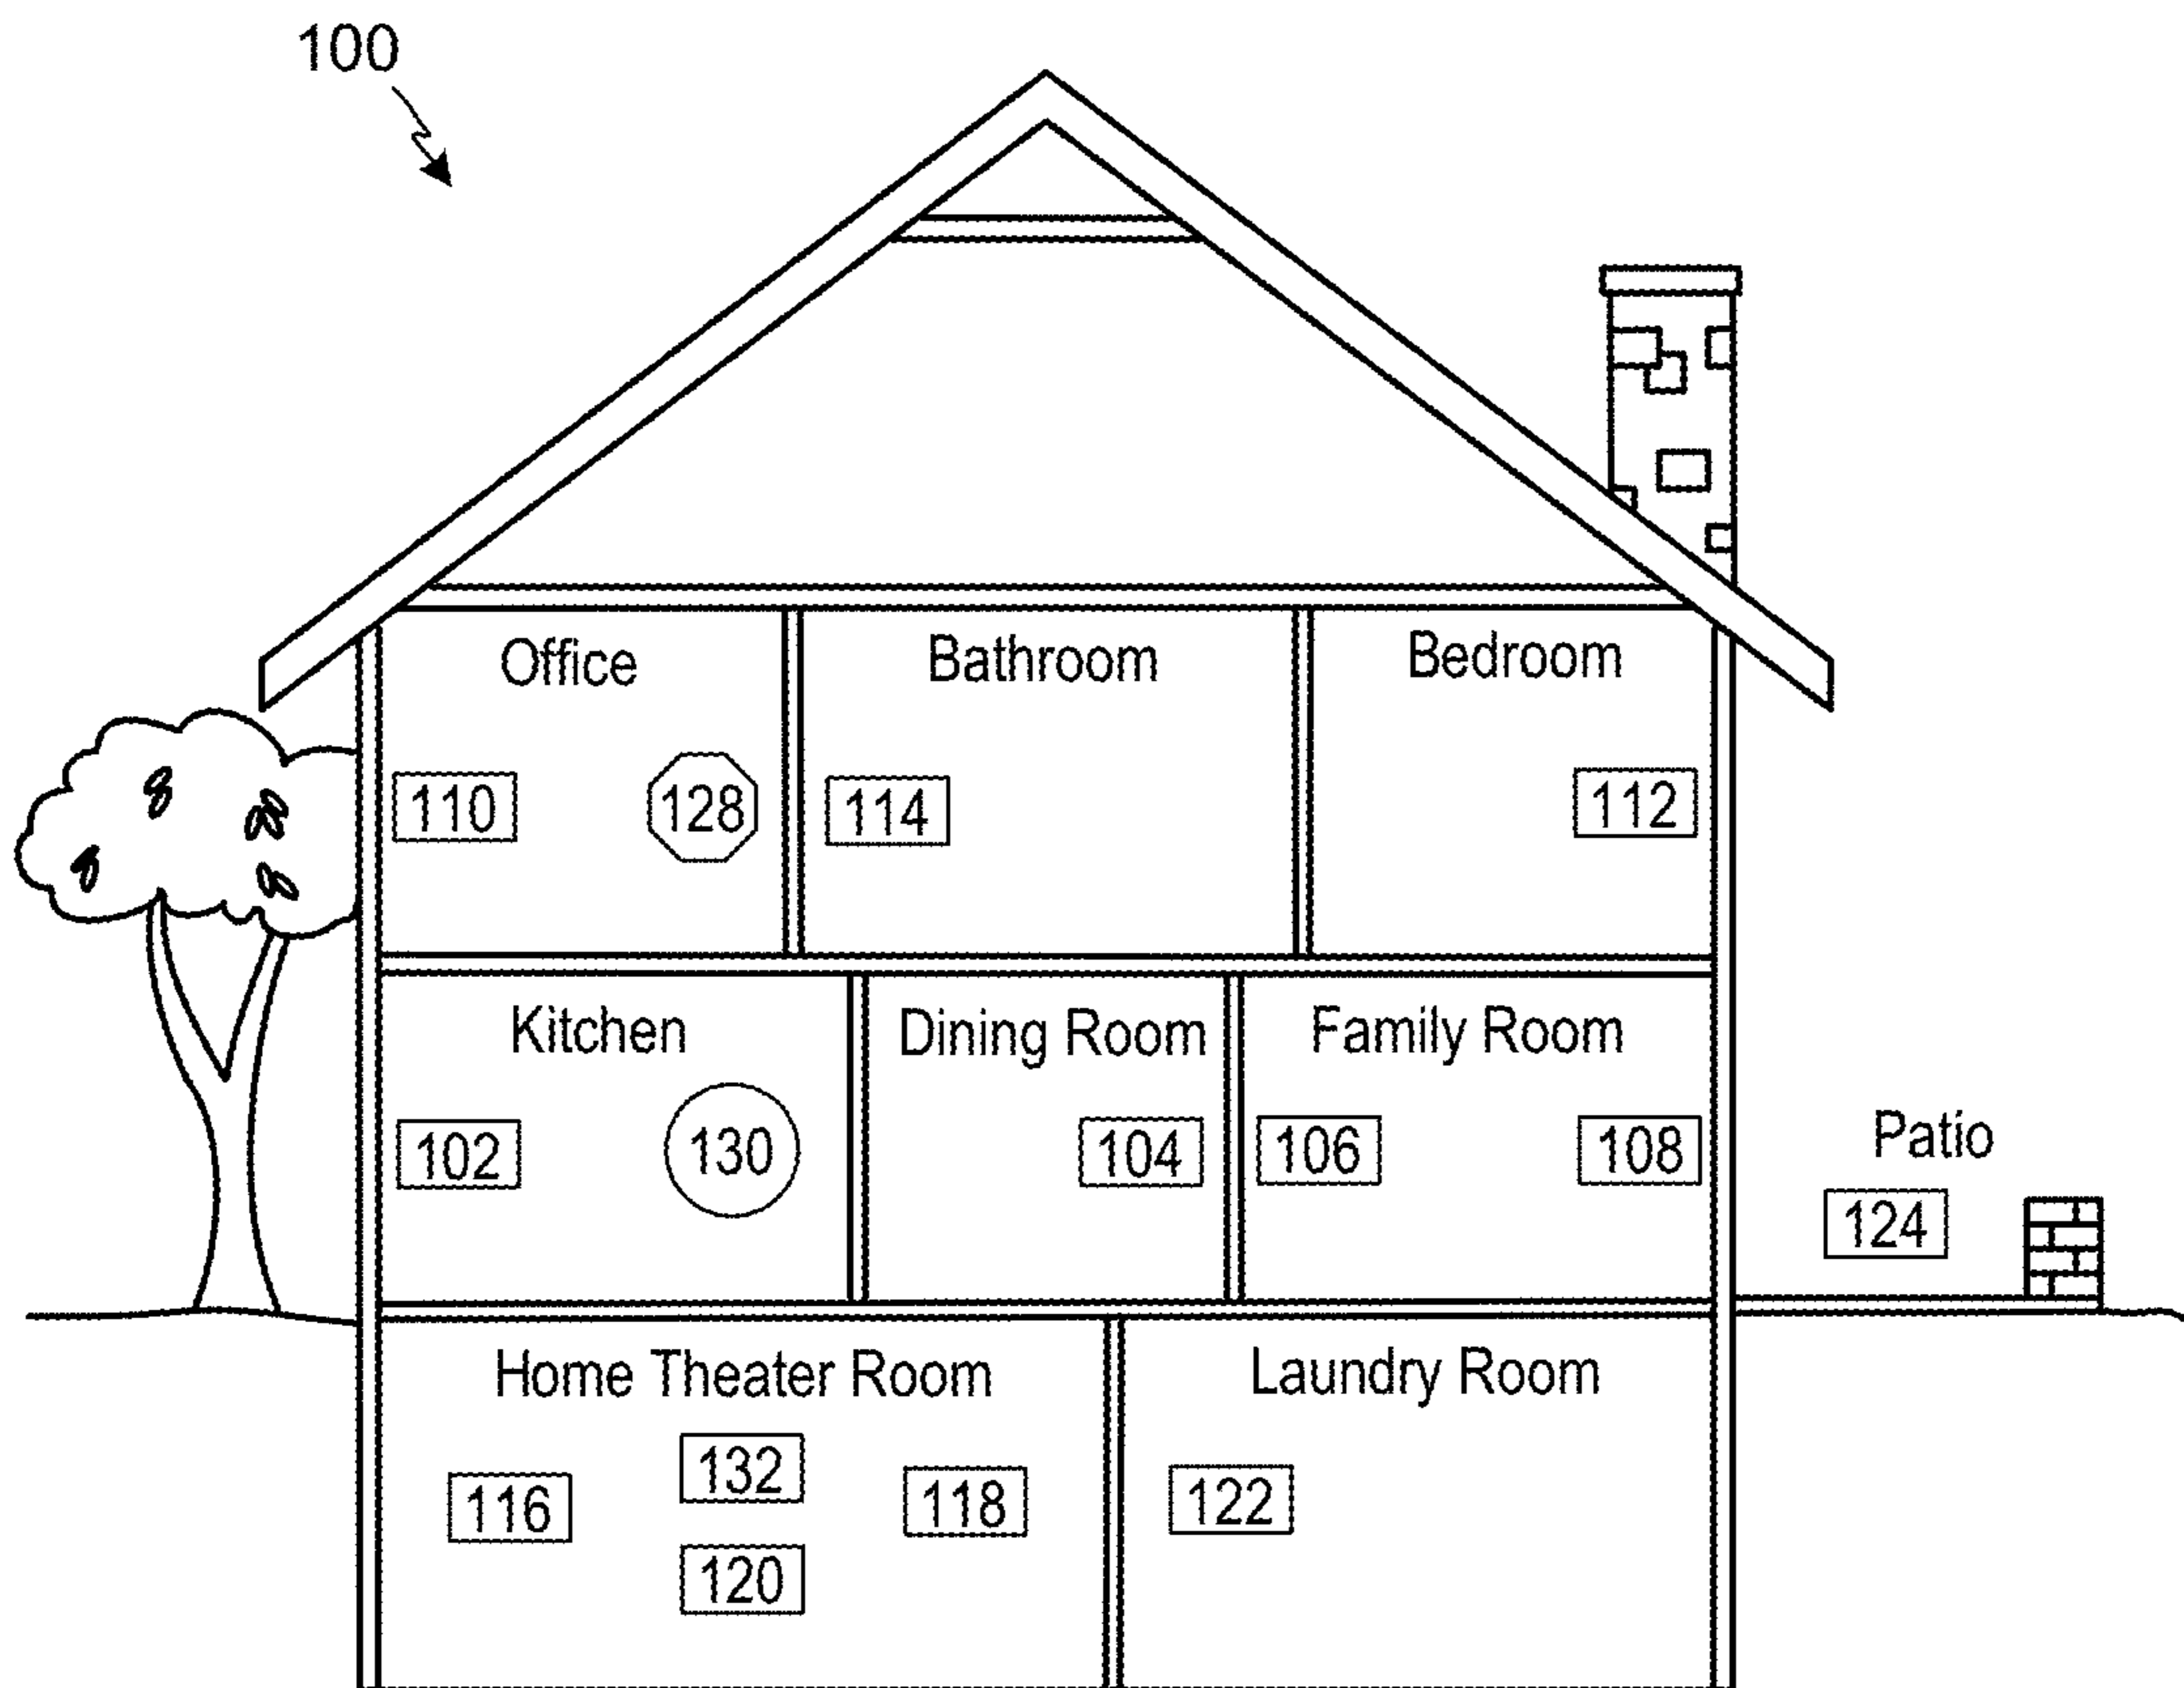 100
Office
Bathroom
Bedroom
110
128
114
112
Kitchen
Dining Room
Family Room
102
130
104
106
108
Patio
124
Home Theater Room
Laundry Room
116
132
118
120
122